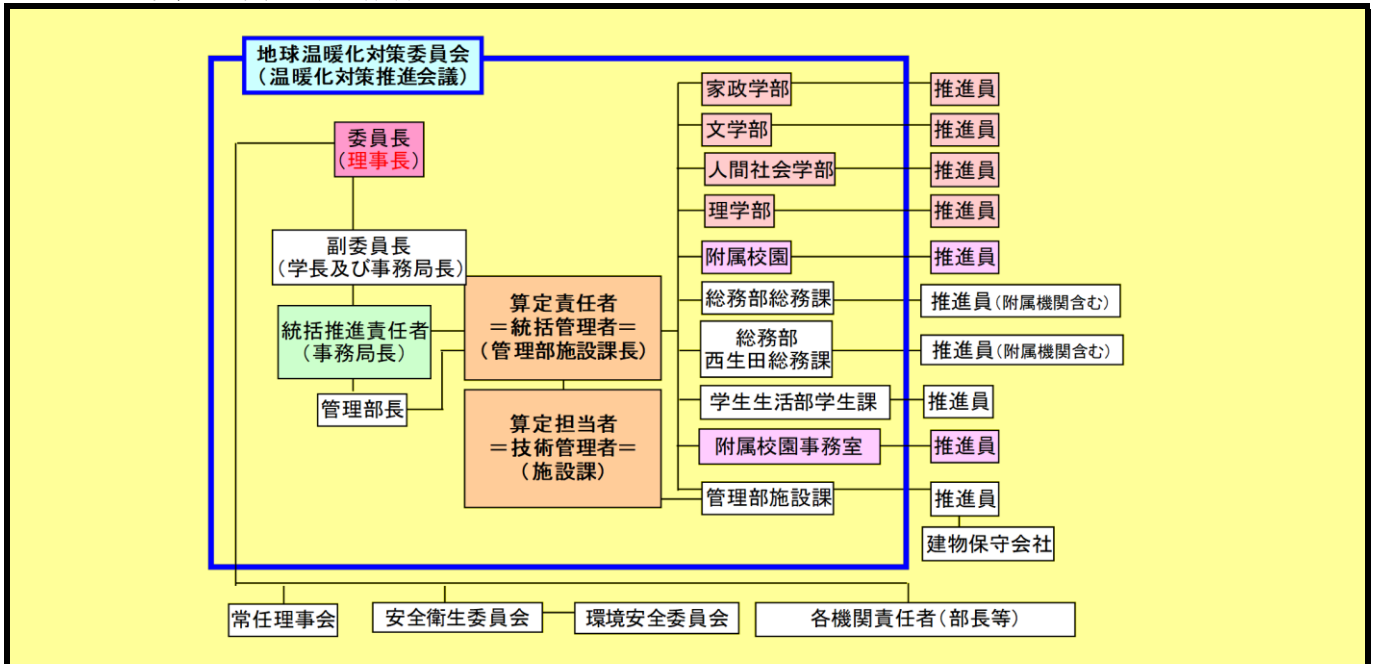 地球温暖化対策委員会
（温暖化対策推進会議）
委員長
（理事長）
副委員長
（学長及び事務局長）
統括推進責任者
（事務局長）
管理部長
算定責任者
＝統括管理者＝
（管理部施設課長）
算定担当者
＝技術管理者＝
（施設課）
家政学部
推進員
文学部
推進員
人間社会学部
推進員
理学部
推進員
附属校園
推進員
総務部総務課
推進員（附属機関含む）
総務部
西生田総務課
推進員（附属機関含む）
学生生活部学生課
推進員
附属校園事務室
推進員
管理部施設課
推進員
建物保守会社
常任理事会
安全衛生委員会
環境安全委員会
各機関責任者（部長等）